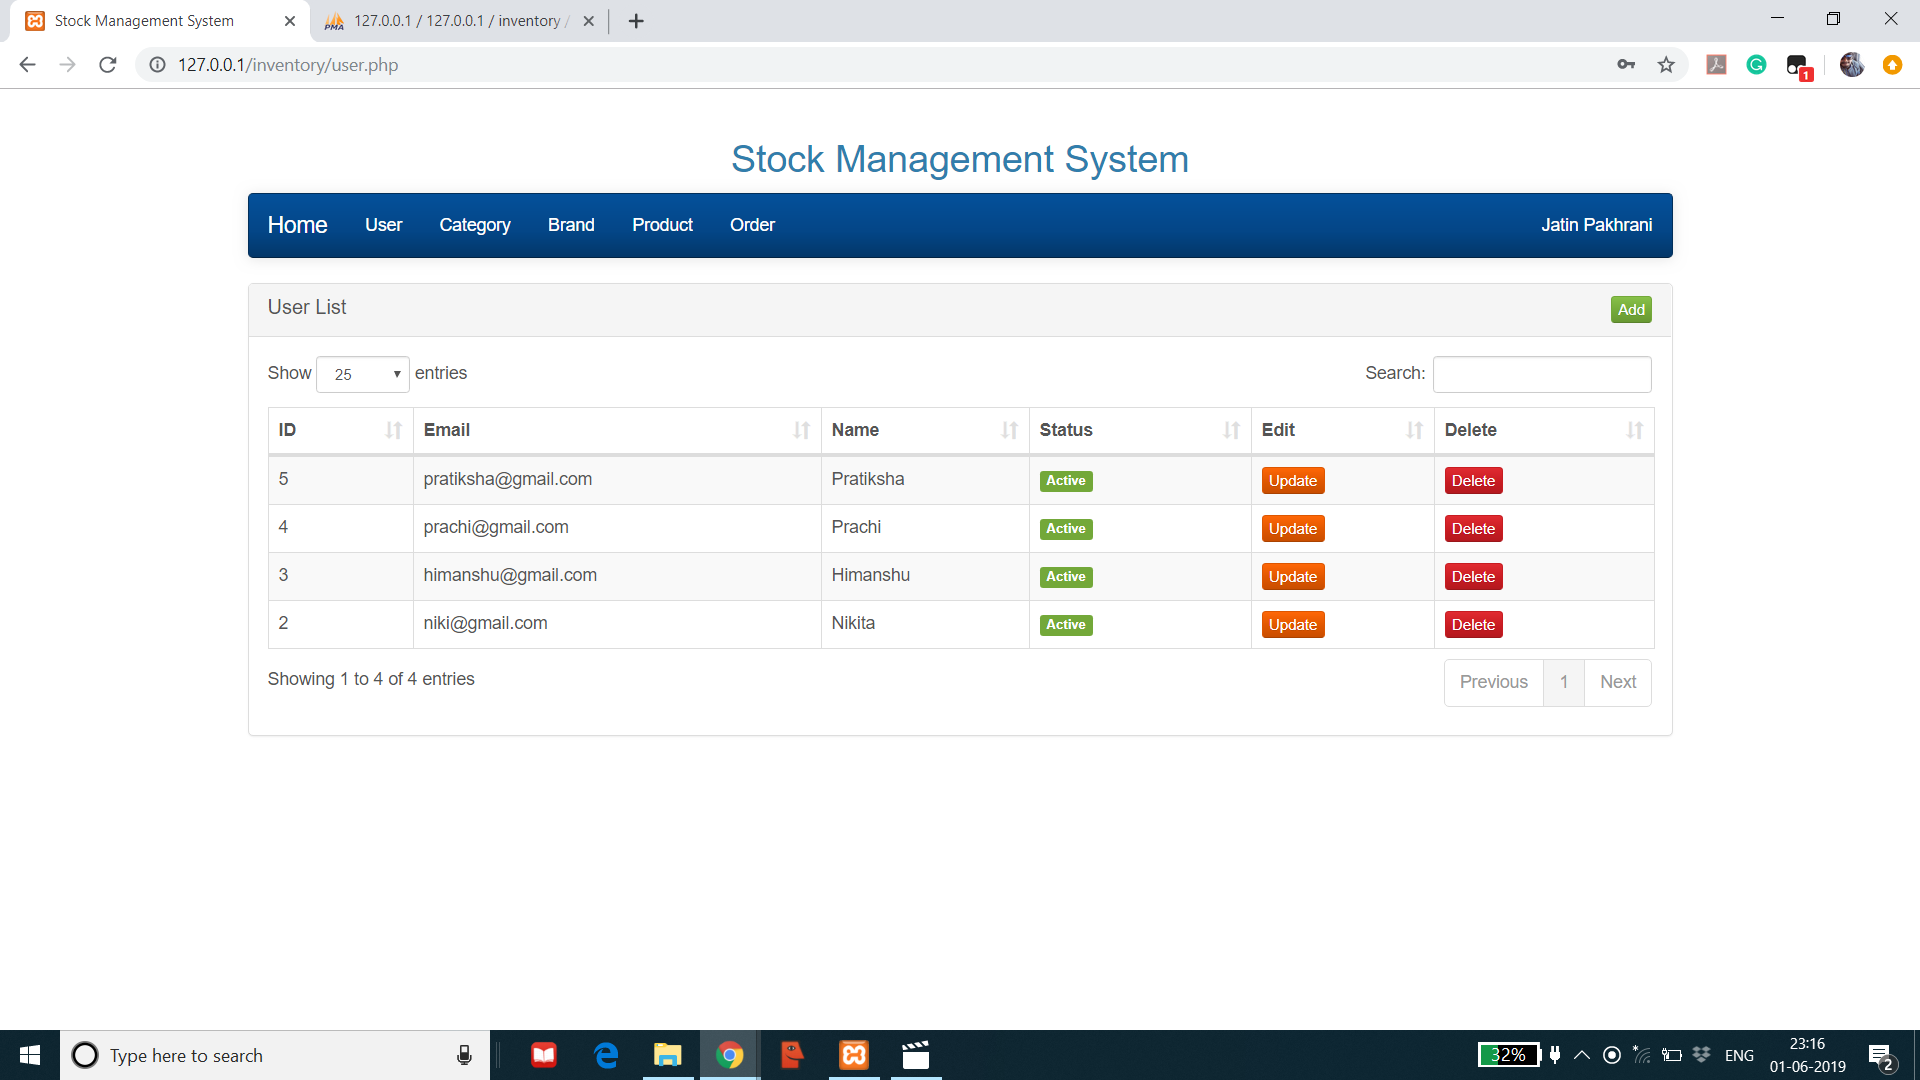 Stock Management System
127.0.0.1 / 127.0.0.1 / inventory /
127.0.0.1/inventory/user.php
1
Stock Management System
Home User Category Brand Product Order Jatin Pakhrani
User List Add
Show 25 entries Search:
ID Email Name Status Edit Delete
5 pratiksha@gmail.com Pratiksha Active Update Delete
4 prachi@gmail.com Prachi Active Update Delete
3 himanshu@gmail.com Himanshu Active Update Delete
2 niki@gmail.com Nikita Active Update Delete
Showing 1 to 4 of 4 entries Previous 1 Next
Type here to search
32% ENG
23:16
01-06-2019
2
PMA